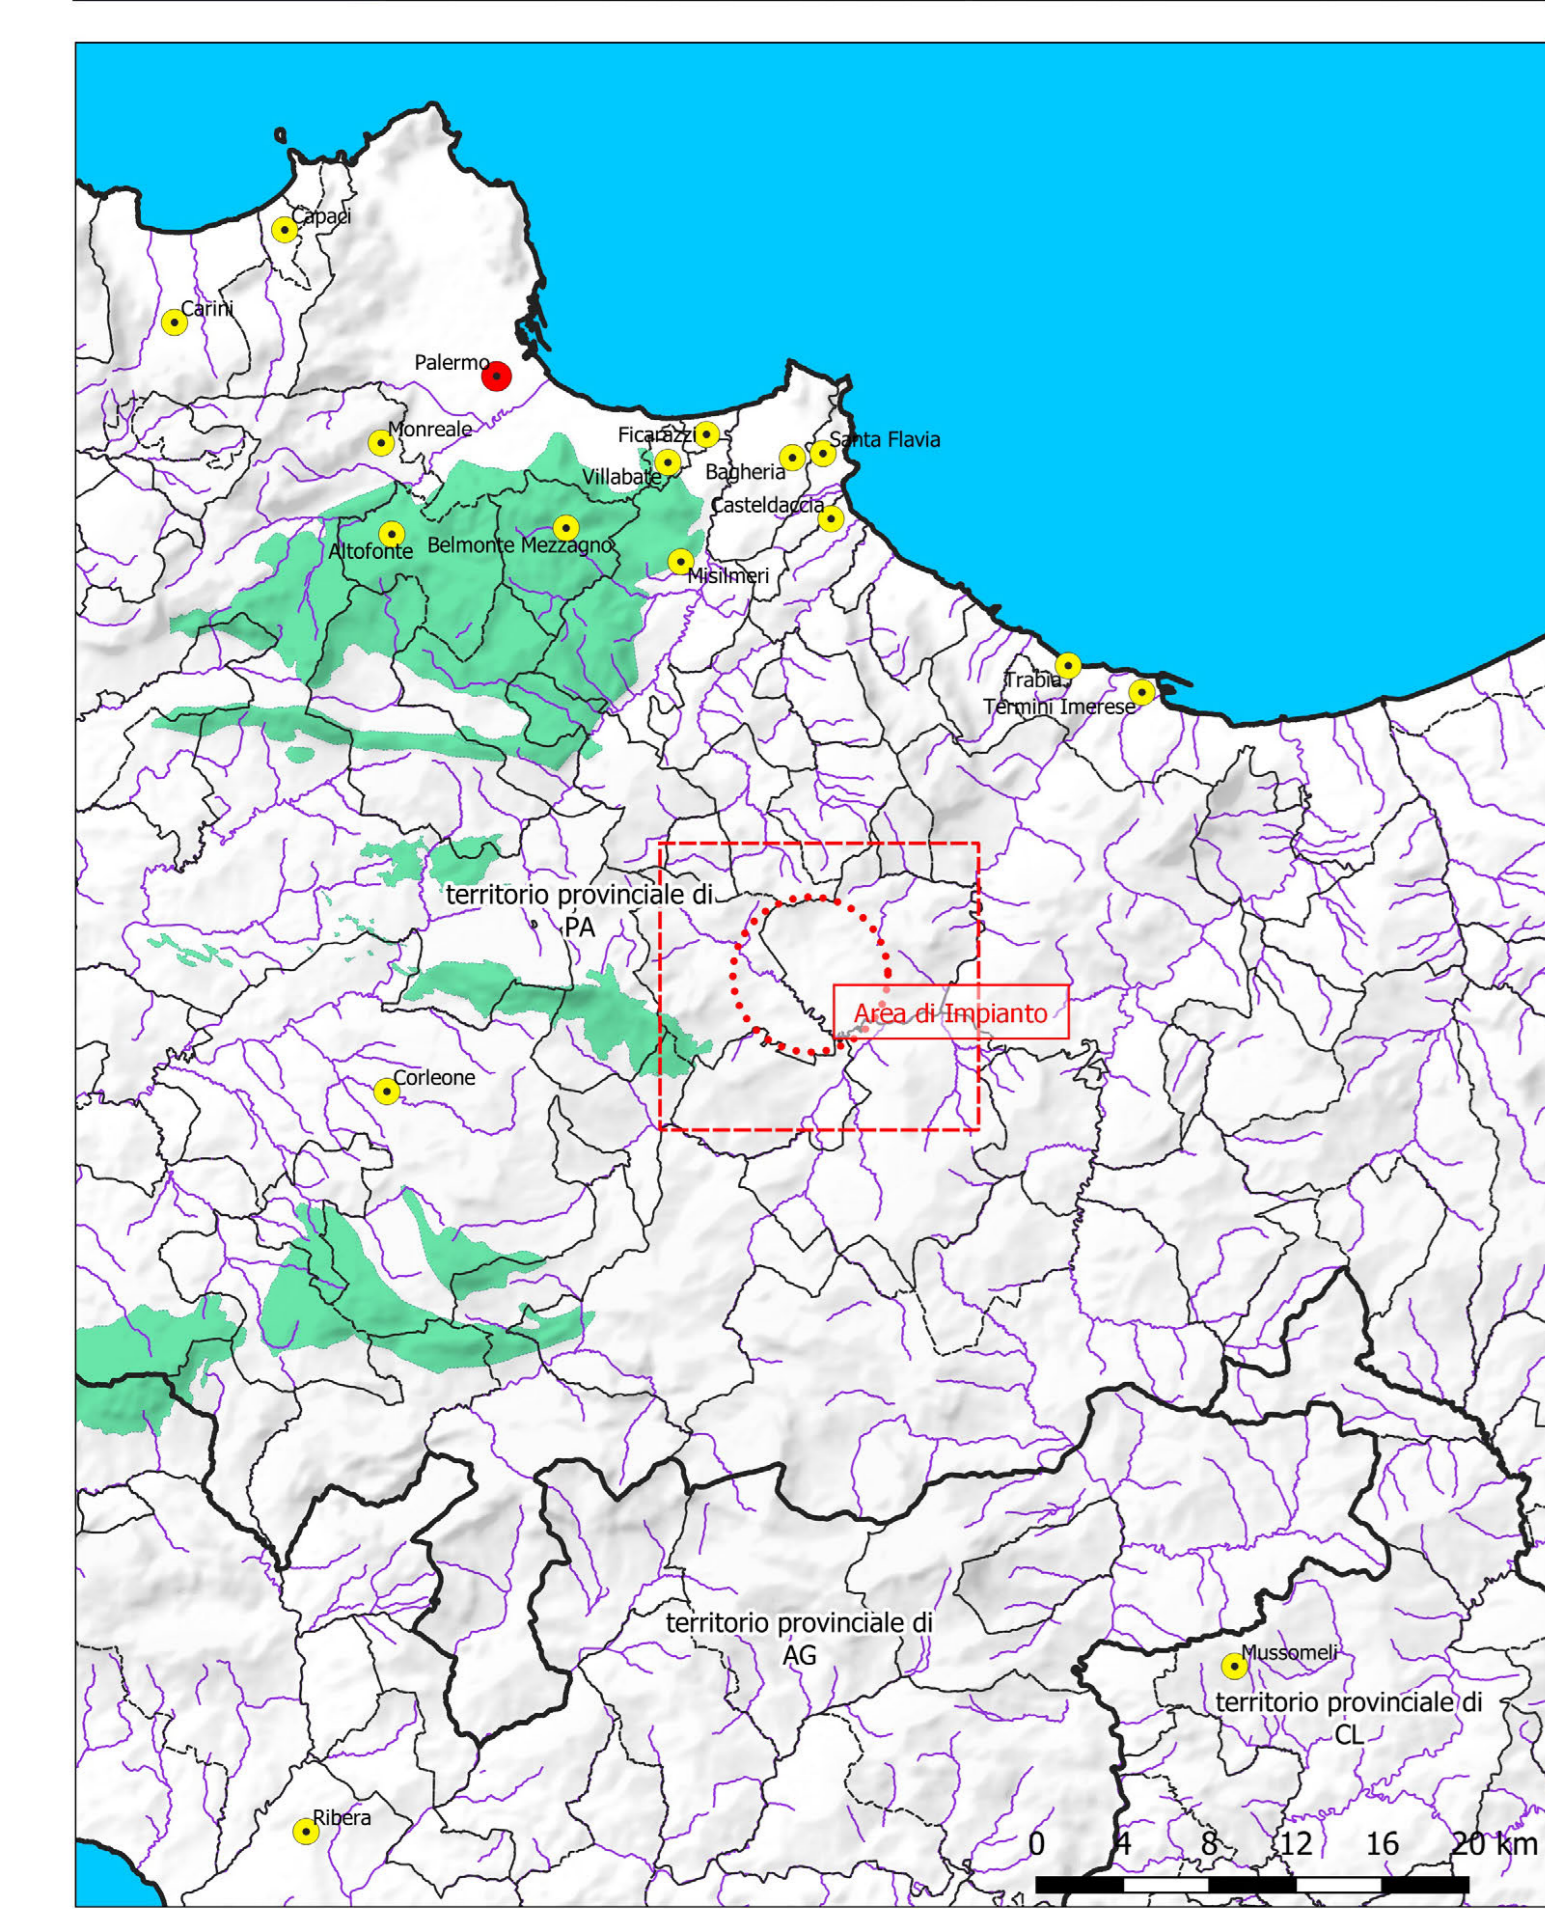 Capaci
Carini
Palermo
Monreale
Ficarazzi
Santa Flavia
Villabate
Bagheria
Casteldaccia
Altofonte
Belmonte Mezzagno
Misilmeri
Trabia
Termini Imerese
territorio provinciale di
PA
Area di Impianto
Corleone
territorio provinciale di
AG
Mussomeli
territorio provinciale di
CL
Ribera
0 4 8 12 16 20 km